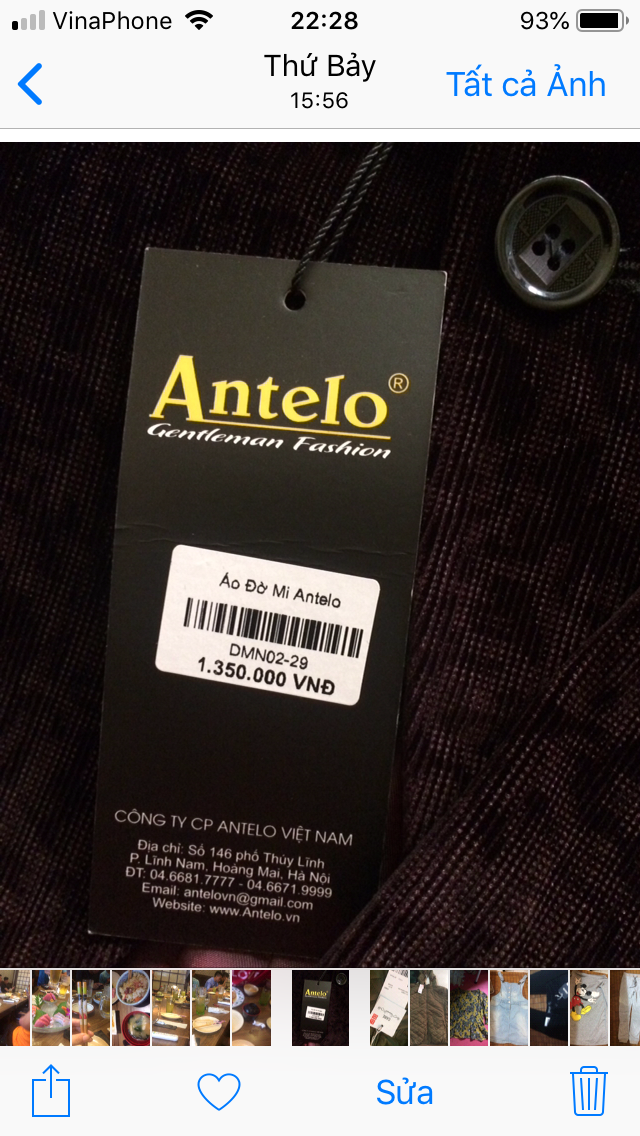 VinaPhone 22:28 93%
Thứ Bảy
15:56
Tất cả Ảnh
Antelo®
Gentleman Fashion
Áo Đờ Mi Antelo
DMN02-29
1.350.000 VNĐ
CÔNG TY CP ANTELO VIỆT NAM
Địa chỉ: Số 146 phố Thúy Lĩnh
P. Lĩnh Nam, Hoàng Mai, Hà Nội
ĐT: 04.6681.7777 - 04.6671.9999
Email: antelovn@gmail.com
Website: www.Antelo.vn
Antelo
Sửa